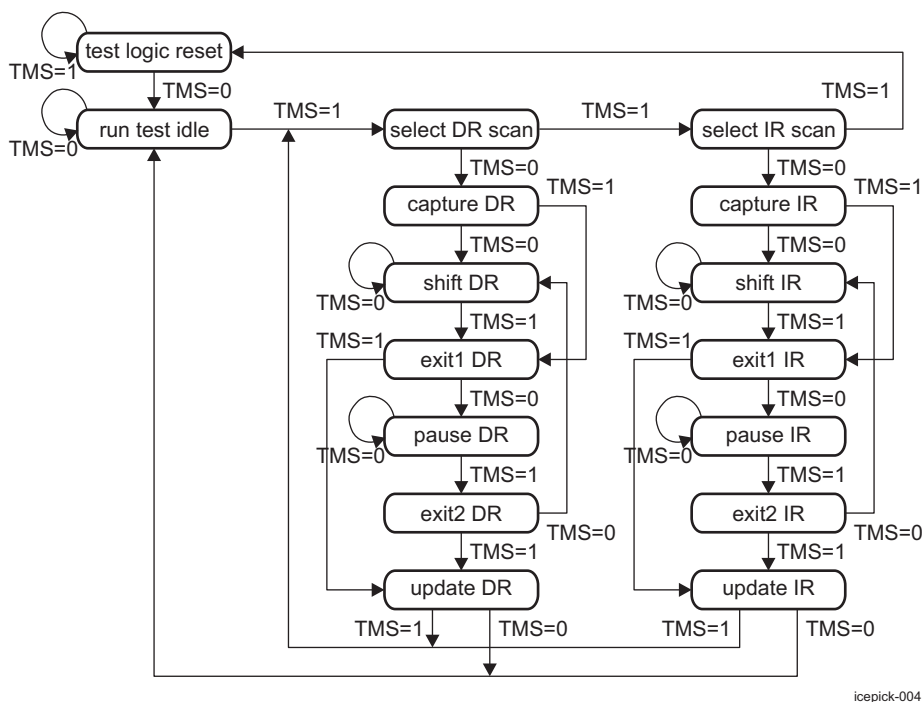 test logic reset
TMS=1
TMS=0
TMS=1
run test idle
TMS=0
TMS=1
select DR scan
TMS=1
select IR scan
TMS=0
TMS=1
capture DR
TMS=0
shift DR
TMS=0
TMS=1
TMS=1
exit1 DR
TMS=0
pause DR
TMS=0
TMS=1
exit2 DR
TMS=0
TMS=1
update DR
TMS=1
TMS=0
TMS=0
TMS=1
capture IR
TMS=0
shift IR
TMS=0
TMS=1
TMS=1
exit1 IR
TMS=0
pause IR
TMS=0
TMS=1
exit2 IR
TMS=0
TMS=1
update IR
TMS=1
TMS=0
icepick-004